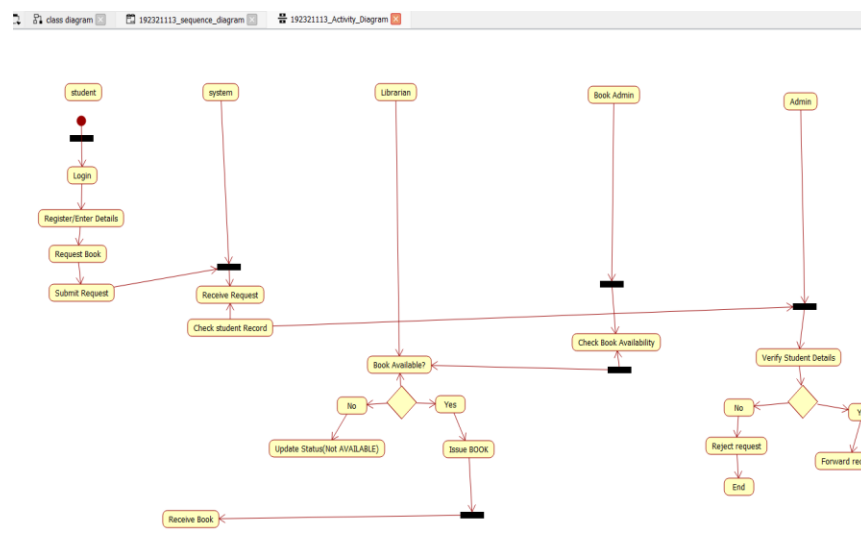 class diagram
192321113_sequence_diagram
192321113_Activity_Diagram
student
system
Librarian
Book Admin
Admin
Login
Register/Enter Details
Request Book
Submit Request
Receive Request
Check student Record
Check Book Availability
Book Available?
Verify Student Details
No
Yes
No
Update Status(Not AVAILABLE)
Issue BOOK
Reject request
End
Receive Book